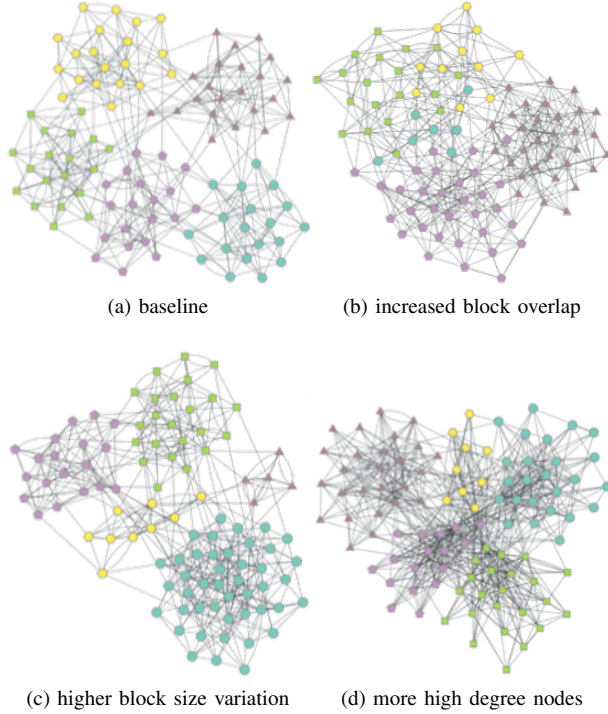 (a) baseline
(b) increased block overlap
(c) higher block size variation
(d) more high degree nodes